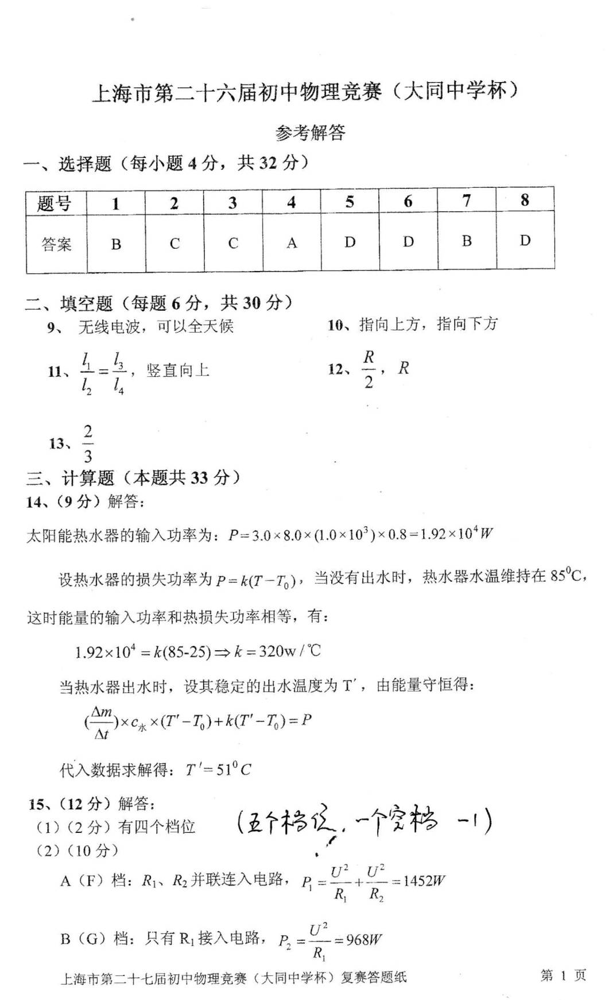 上海市第二十六届初中物理竞赛（大同中学杯）
参考解答
一、选择题（每小题 4 分，共 32 分）
题号 1 2 3 4 5 6 7 8
答案 B C C A D D B D
二、填空题（每题 6 分，共 30 分）
9、 无线电波，可以全天候 10、指向上方，指向下方
11、 l₁/l₂ = l₃/l₄，竖直向上 12、 R/2，R
13、 2/3
三、计算题（本题共 33 分）
14、（9 分）解答：
太阳能热水器的输入功率为：P=3.0×8.0×(1.0×10³)×0.8=1.92×10⁴W
设热水器的损失功率为 P=k(T−T₀)，当没有出水时，热水器水温维持在 85⁰C，
这时能量的输入功率和热损失功率相等，有：
1.92×10⁴ =k(85-25)⇒k=320w/℃
当热水器出水时，设其稳定的出水温度为 T′，由能量守恒得：
(Δm/Δt)×c水×(T′−T₀)+k(T′−T₀)=P
代入数据求解得：T′=51⁰C
15、（12 分）解答：
（1）（2 分）有四个档位 （五个档位，一个空档 -1）
（2）（10 分）
A（F）档：R₁、R₂并联连入电路，P₁=U²/R₁+U²/R₂=1452W
B（G）档：只有 R₁接入电路，P₂=U²/R₁=968W
上海市第二十七届初中物理竞赛（大同中学杯）复赛答题纸 第 1 页